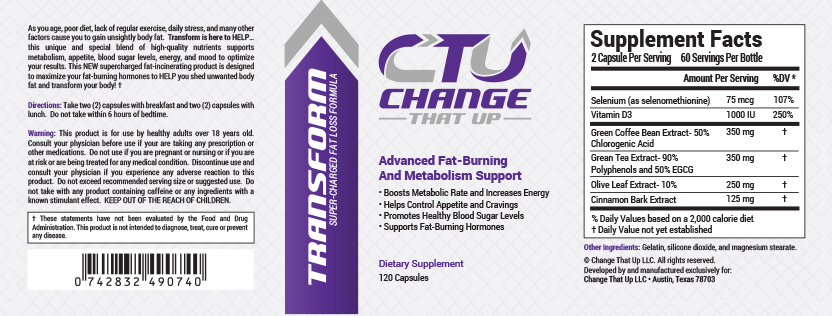 As you age, poor diet, lack of regular exercise, daily stress, and many other
factors cause you to gain unsightly body fat. Transform is here to HELP...
this unique and special blend of high-quality nutrients supports
metabolism, appetite, blood sugar levels, energy, and mood to optimize
your results. This NEW supercharged fat-incinerating product is designed
to maximize your fat-burning hormones to HELP you shed unwanted body
fat and transform your body! †
Directions: Take two (2) capsules with breakfast and two (2) capsules with
lunch. Do not take within 6 hours of bedtime.
Warning: This product is for use by healthy adults over 18 years old.
Consult your physician before use if your are taking any prescription or
other medications. Do not use if you are pregnant or nursing or if you are
at risk or are being treated for any medical condition. Discontinue use and
consult your physician if you experience any adverse reaction to this
product. Do not exceed recommended serving size or suggested use. Do
not take with any product containing caffeine or any ingredients with a
known stimulant effect. KEEP OUT OF THE REACH OF CHILDREN.
† These statements have not been evaluated by the Food and Drug
Administration. This product is not intended to diagnose, treat, cure or prevent
any disease.
0 742832 490740
TRANSFORM
SUPER-CHARGED FAT LOSS FORMULA
CTU
CHANGE
THAT UP
Advanced Fat-Burning
And Metabolism Support
• Boosts Metabolic Rate and Increases Energy
• Helps Control Appetite and Cravings
• Promotes Healthy Blood Sugar Levels
• Supports Fat-Burning Hormones
Dietary Supplement
120 Capsules
Supplement Facts
2 Capsule Per Serving 60 Servings Per Bottle
Amount Per Serving %DV *
Selenium (as selenomethionine) 75 mcg 107%
Vitamin D3 1000 IU 250%
Green Coffee Bean Extract- 50% 350 mg †
Chlorogenic Acid
Green Tea Extract- 90% 350 mg †
Polyphenols and 50% EGCG
Olive Leaf Extract- 10% 250 mg †
Cinnamon Bark Extract 125 mg †
% Daily Values based on a 2,000 calorie diet
† Daily Value not yet established
Other Ingredients: Gelatin, silicone dioxide, and magnesium stearate.
© Change That Up LLC. All rights reserved.
Developed by and manufactured exclusively for:
Change That Up LLC • Austin, Texas 78703